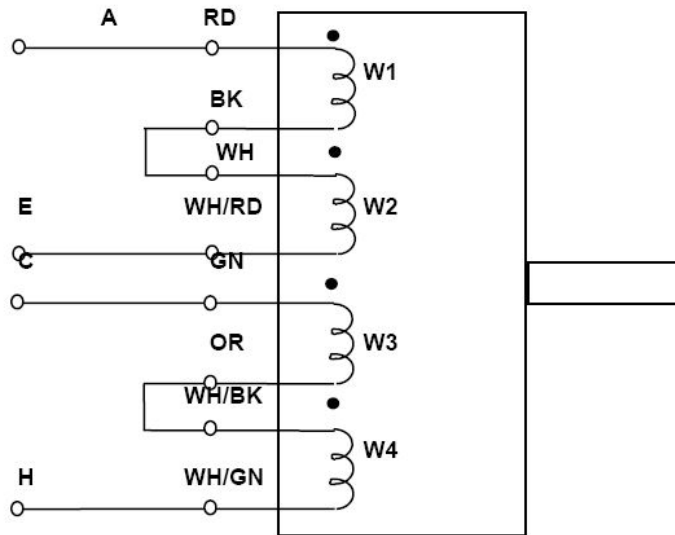 A RD
W1
BK
WH
E WH/RD W2
C GN
OR W3
WH/BK
W4
H WH/GN